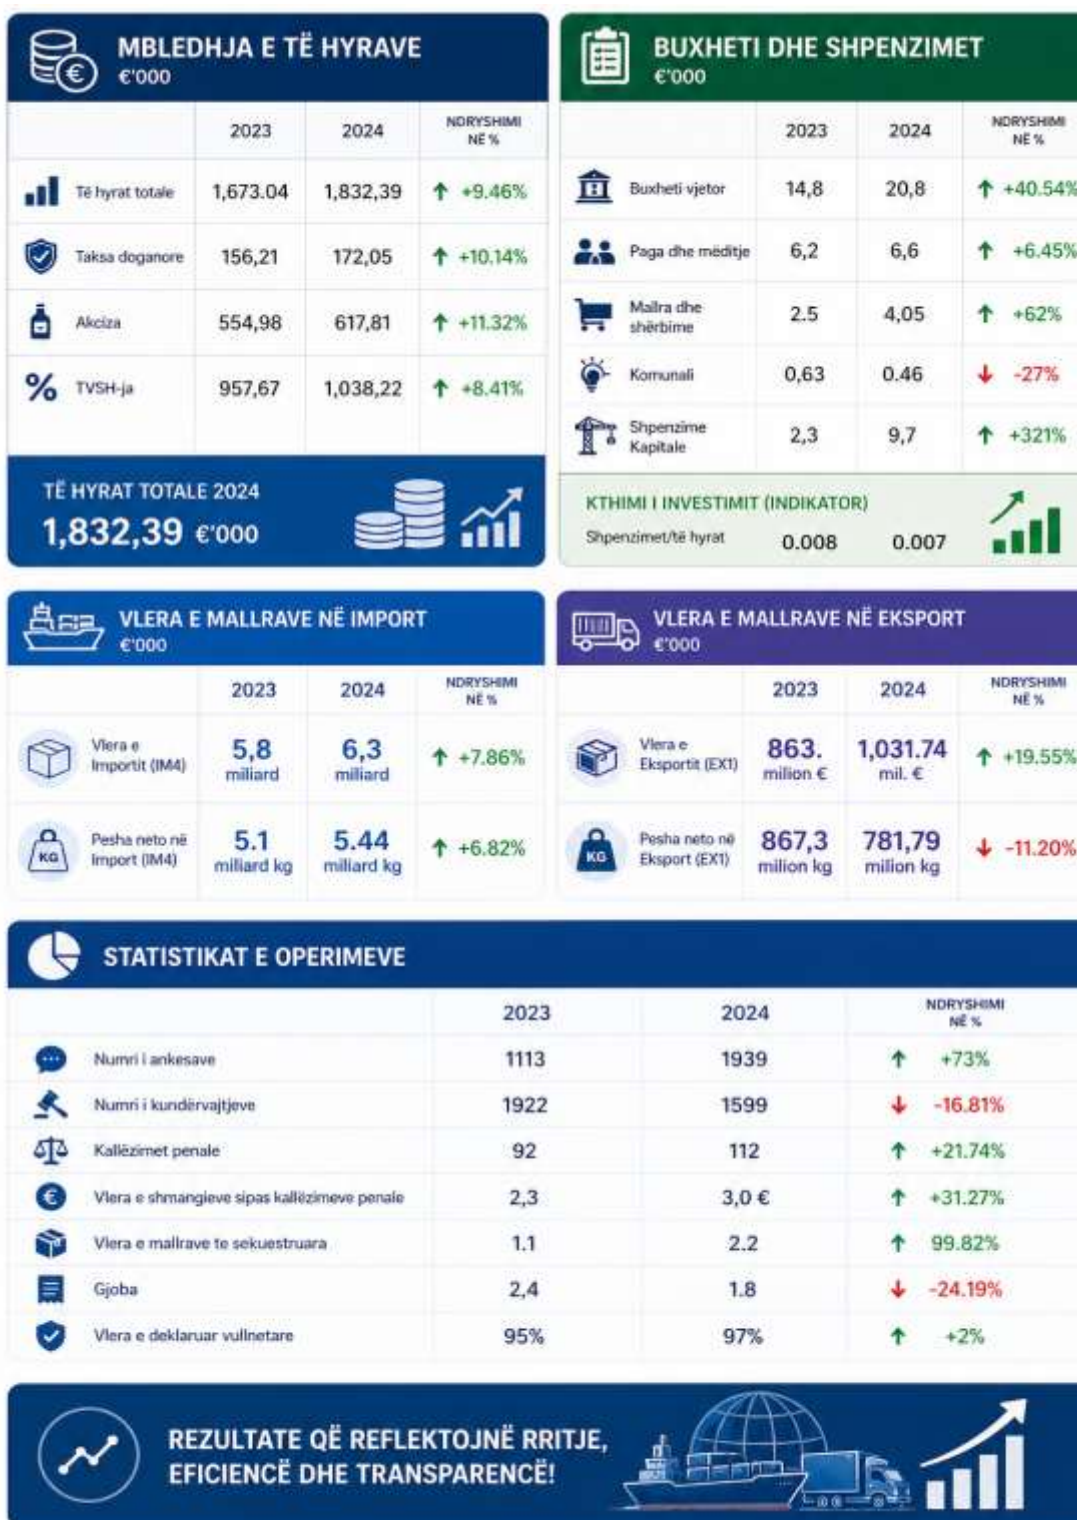 MBLEDHJA E TË HYRAVE
€'000
2023 2024 NDRYSHIMI NË %
Të hyrat totale 1,673.04 1,832,39 ↑ +9.46%
Taksa doganore 156,21 172,05 ↑ +10,14%
Akciza 554,98 617,81 ↑ +11.32%
% TVSH-ja 957,67 1,038,22 ↑ +8.41%
TË HYRAT TOTALE 2024
1,832,39 €'000
BUXHETI DHE SHPENZIMET
€'000
2023 2024 NDRYSHIMI NË %
Buxheti vjetor 14,8 20,8 ↑ +40.54%
Paga dhe mëditje 6,2 6,6 ↑ +6.45%
Mallra dhe shërbime 2.5 4,05 ↑ +62%
Komunali 0,63 0.46 ↓ -27%
Shpenzime Kapitale 2,3 9,7 ↑ +321%
KTHIMI I INVESTIMIT (INDIKATOR)
Shpenzimet/të hyrat 0.008 0.007
VLERA E MALLRAVE NË IMPORT
€'000
2023 2024 NDRYSHIMI NË %
Vlera e Importit (IM4) 5,8 miliard 6,3 miliard ↑ +7.86%
KG Pesha neto në Import (IM4) 5.1 miliard kg 5.44 miliard kg ↑ +6.82%
VLERA E MALLRAVE NË EKSPORT
€'000
2023 2024 NDRYSHIMI NË %
Vlera e Eksportit (EX1) 863. milion € 1,031.74 mil. € ↑ +19.55%
KG Pesha neto në Eksport (EX1) 867,3 milion kg 781,79 milion kg ↓ -11.20%
STATISTIKAT E OPERIMEVE
2023 2024 NDRYSHIMI NË %
Numri i ankesave 1113 1939 ↑ +73%
Numri i kundërvajtjeve 1922 1599 ↓ -16.81%
Kallëzimet penale 92 112 ↑ +21.74%
Vlera e shmangieve sipas kallëzimeve penale 2,3 3,0 € ↑ +31.27%
Vlera e mallrave te sekuestruara 1.1 2.2 ↑ 99.82%
Gjoba 2,4 1.8 ↓ -24.19%
Vlera e deklaruar vullnetare 95% 97% ↑ +2%
REZULTATE QË REFLEKTOJNË RRITJE,
EFICIENCË DHE TRANSPARENCË!